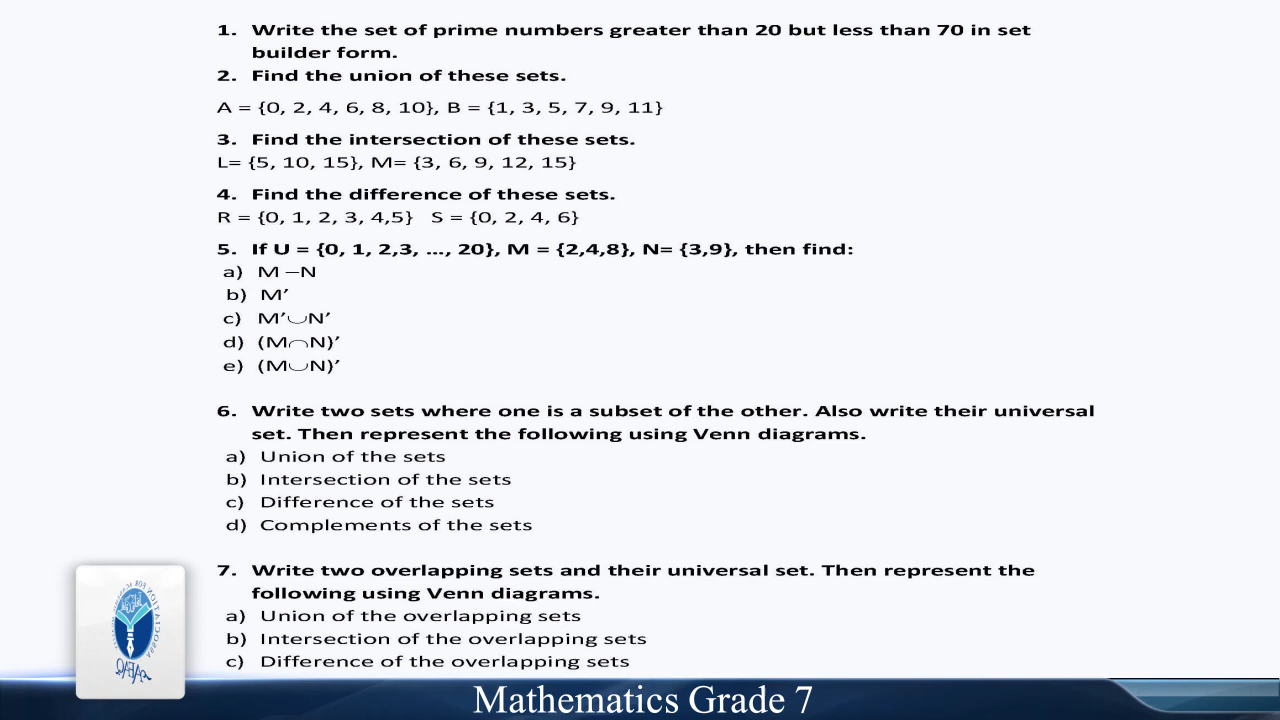 1. Write the set of prime numbers greater than 20 but less than 70 in set
builder form.
2. Find the union of these sets.
A = {0, 2, 4, 6, 8, 10}, B = {1, 3, 5, 7, 9, 11}
3. Find the intersection of these sets.
L= {5, 10, 15}, M= {3, 6, 9, 12, 15}
4. Find the difference of these sets.
R = {0, 1, 2, 3, 4,5} S = {0, 2, 4, 6}
5. If U = {0, 1, 2,3, ..., 20}, M = {2,4,8}, N= {3,9}, then find:
a) M –N
b) M′
c) M′∪N′
d) (M∩N)′
e) (M∪N)′
6. Write two sets where one is a subset of the other. Also write their universal
set. Then represent the following using Venn diagrams.
a) Union of the sets
b) Intersection of the sets
c) Difference of the sets
d) Complements of the sets
7. Write two overlapping sets and their universal set. Then represent the
following using Venn diagrams.
a) Union of the overlapping sets
b) Intersection of the overlapping sets
c) Difference of the overlapping sets
Mathematics Grade 7